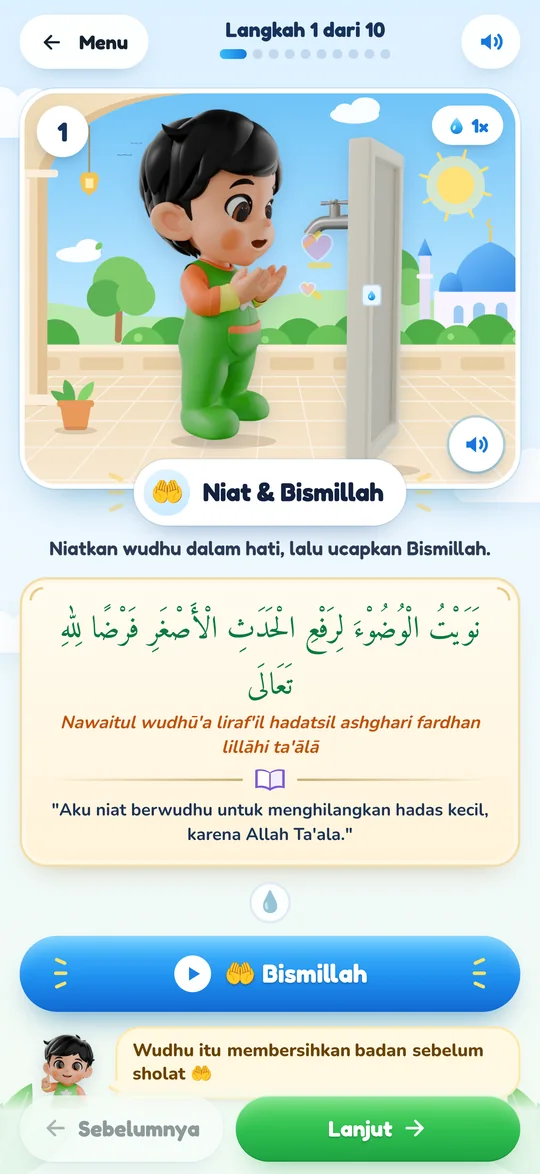 Menu
Langkah 1 dari 10
1
1x
Niat & Bismillah
Niatkan wudhu dalam hati, lalu ucapkan Bismillah.
نَوَيْتُ الْوُضُوْءَ لِرَفْعِ الْحَدَثِ الْأَصْغَرِ فَرْضًا لِلّٰهِ
تَعَالَى
Nawaitul wudhū'a liraf'il hadatsil ashghari fardhan
lillāhi ta'ālā
"Aku niat berwudhu untuk menghilangkan hadas kecil,
karena Allah Ta'ala."
Bismillah
Wudhu itu membersihkan badan sebelum
sholat
Sebelumnya
Lanjut